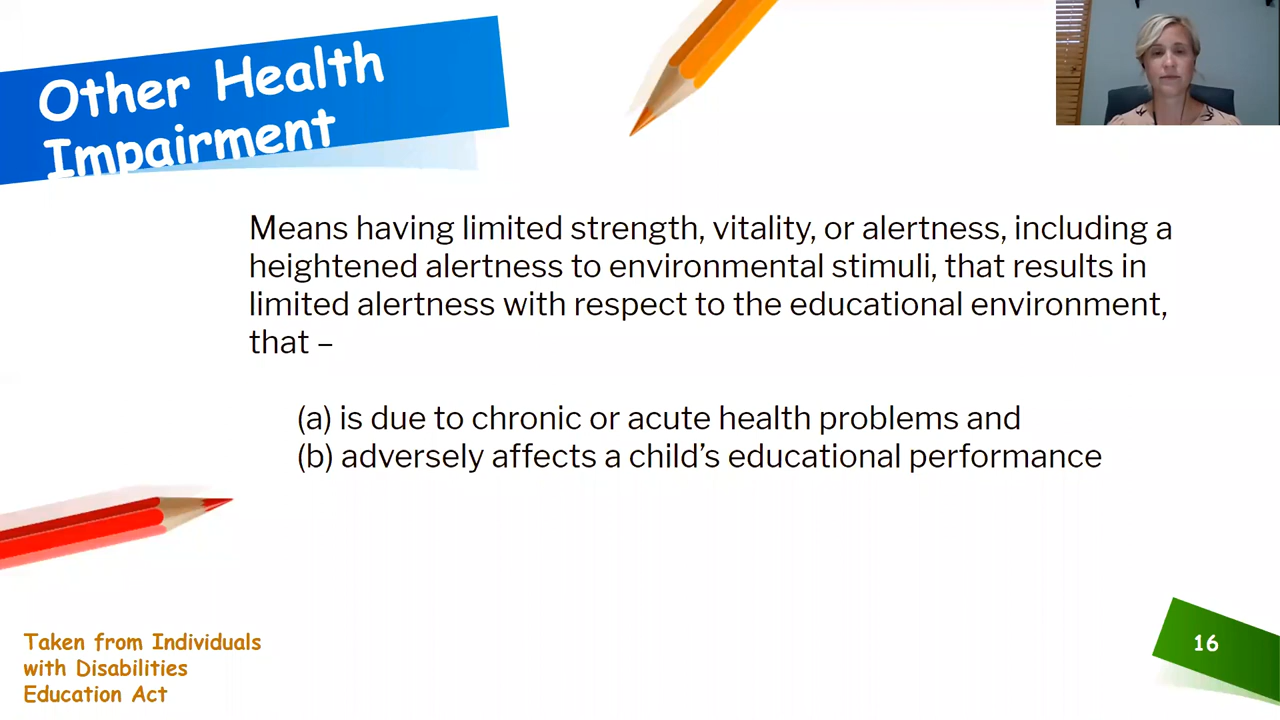 Other Health
Impairment
Means having limited strength, vitality, or alertness, including a
heightened alertness to environmental stimuli, that results in
limited alertness with respect to the educational environment,
that –
(a) is due to chronic or acute health problems and
(b) adversely affects a child’s educational performance
Taken from Individuals
with Disabilities
Education Act
16